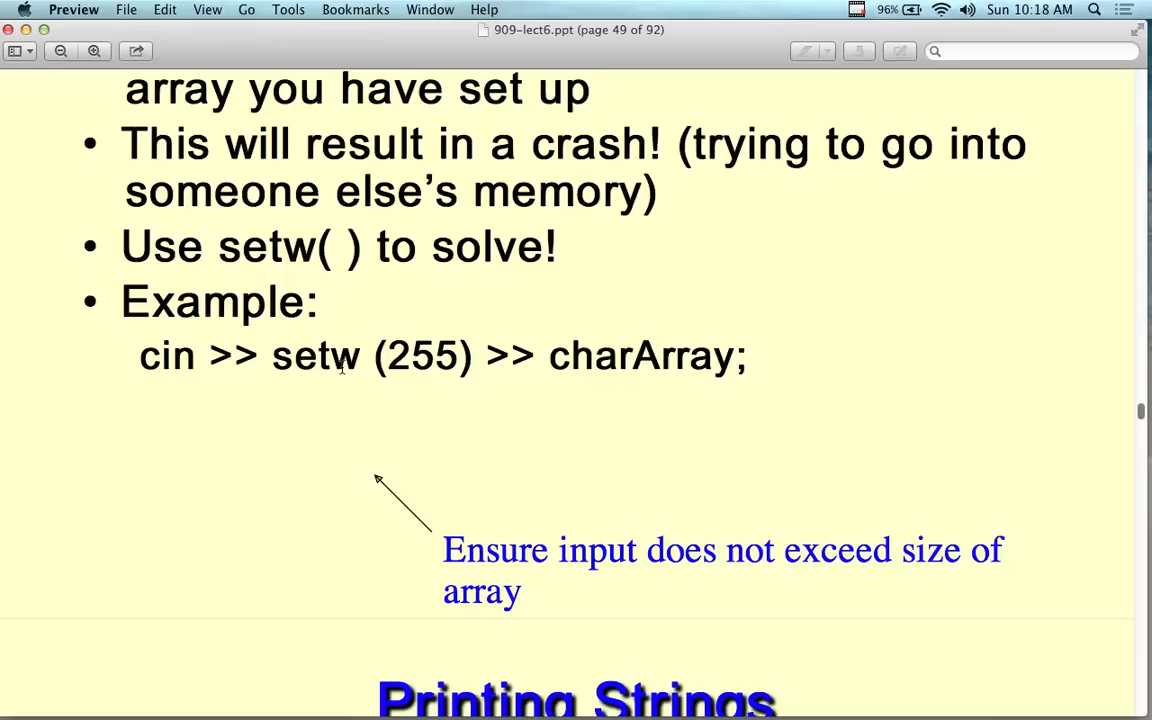 Preview File Edit View Go Tools Bookmarks Window Help 96% Sun 10:18 AM
909-lect6.ppt (page 49 of 92)
array you have set up
• This will result in a crash! (trying to go into
someone else’s memory)
• Use setw( ) to solve!
• Example:
cin >> setw (255) >> charArray;
Ensure input does not exceed size of
array
Printing Strings